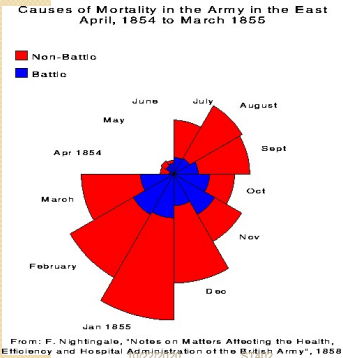 Causes of Mortality in the Army in the East
April, 1854 to March 1855
Non-Battle
Battle
June
July
August
May
Sept
Apr 1854
Oct
March
Nov
February
Dec
Jan 1855
From: F. Nightingale, "Notes on Matters Affecting the Health,
Efficiency and Hospital Administration of the British Army", 1858